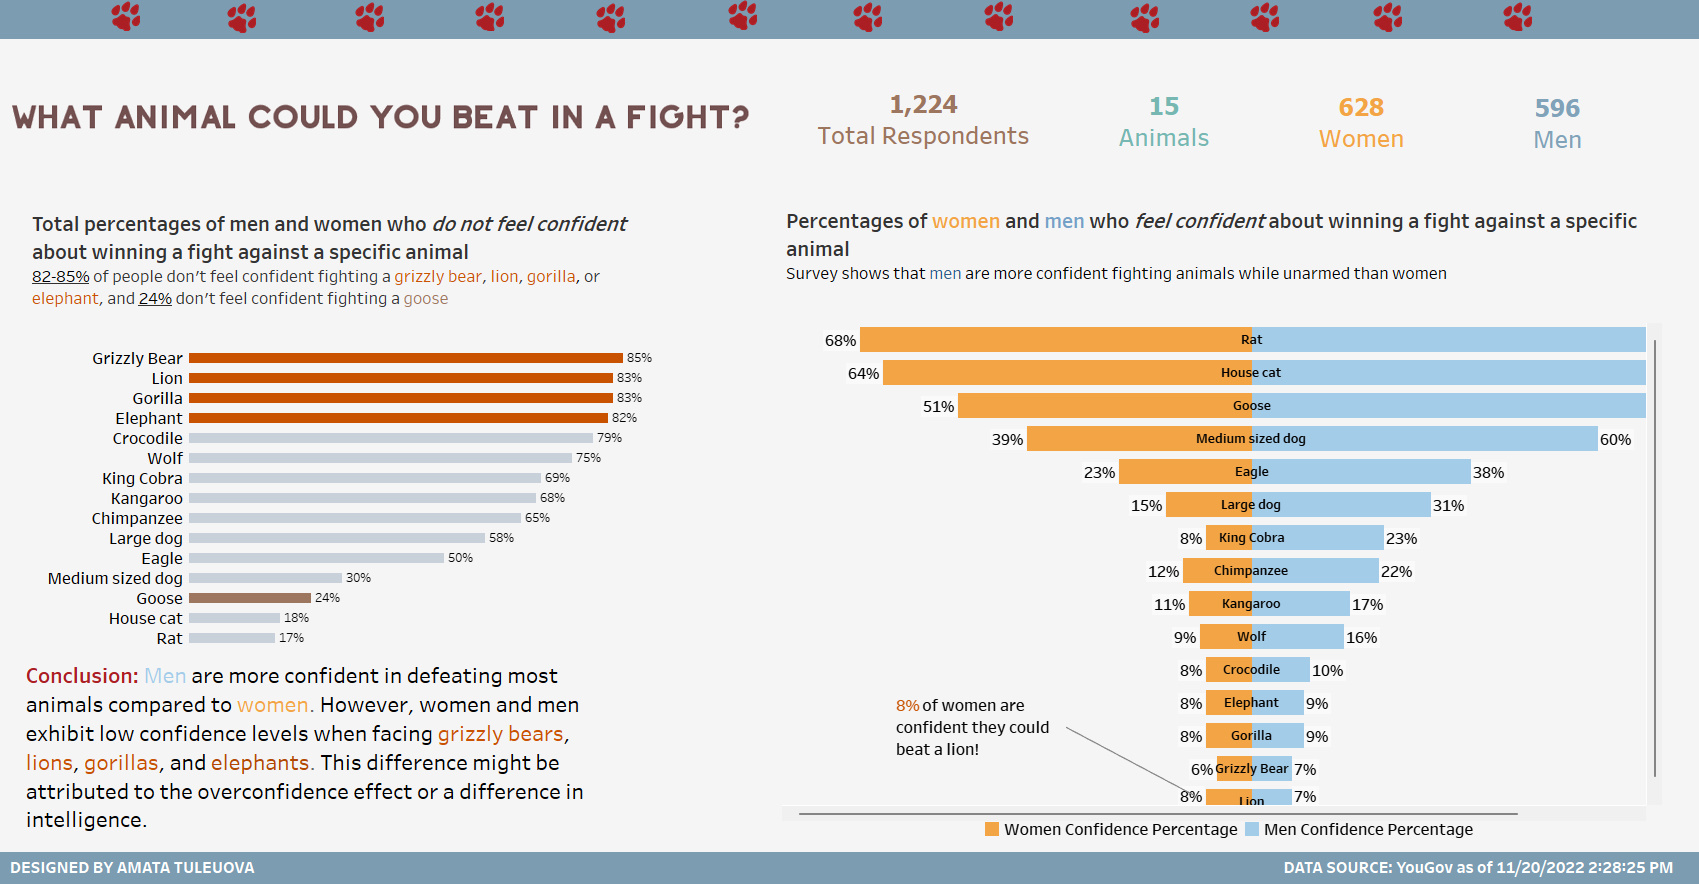 WHAT ANIMAL COULD YOU BEAT IN A FIGHT?
1,224
Total Respondents
15
Animals
628
Women
596
Men
Total percentages of men and women who do not feel confident
about winning a fight against a specific animal
82-85% of people don't feel confident fighting a grizzly bear, lion, gorilla, or
elephant, and 24% don't feel confident fighting a goose
Grizzly Bear 85%
Lion 83%
Gorilla 83%
Elephant 82%
Crocodile 79%
Wolf 75%
King Cobra 69%
Kangaroo 68%
Chimpanzee 65%
Large dog 58%
Eagle 50%
Medium sized dog 30%
Goose 24%
House cat 18%
Rat 17%
Conclusion: Men are more confident in defeating most
animals compared to women. However, women and men
exhibit low confidence levels when facing grizzly bears,
lions, gorillas, and elephants. This difference might be
attributed to the overconfidence effect or a difference in
intelligence.
Percentages of women and men who feel confident about winning a fight against a specific
animal
Survey shows that men are more confident fighting animals while unarmed than women
68% Rat
64% House cat
51% Goose
39% Medium sized dog 60%
23% Eagle 38%
15% Large dog 31%
8% King Cobra 23%
12% Chimpanzee 22%
11% Kangaroo 17%
9% Wolf 16%
8% Crocodile 10%
8% Elephant 9%
8% Gorilla 9%
6% Grizzly Bear 7%
8% Lion 7%
8% of women are
confident they could
beat a lion!
Women Confidence Percentage Men Confidence Percentage
DESIGNED BY AMATA TULEUOVA
DATA SOURCE: YouGov as of 11/20/2022 2:28:25 PM